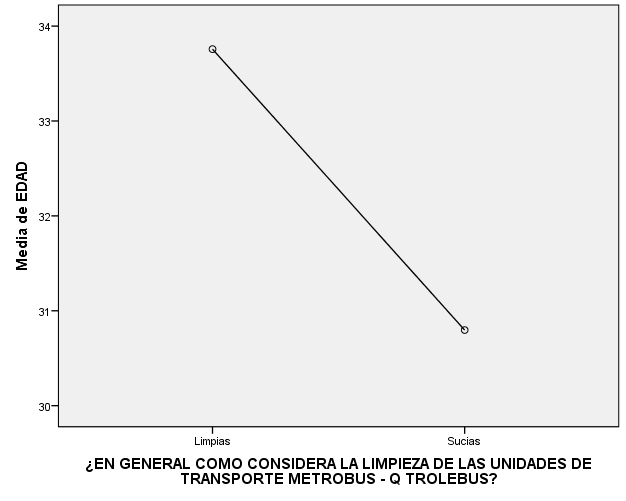 34
33
32
31
30
Media de EDAD
Limpias
Sucias
¿EN GENERAL COMO CONSIDERA LA LIMPIEZA DE LAS UNIDADES DE
TRANSPORTE METROBUS - Q TROLEBUS?